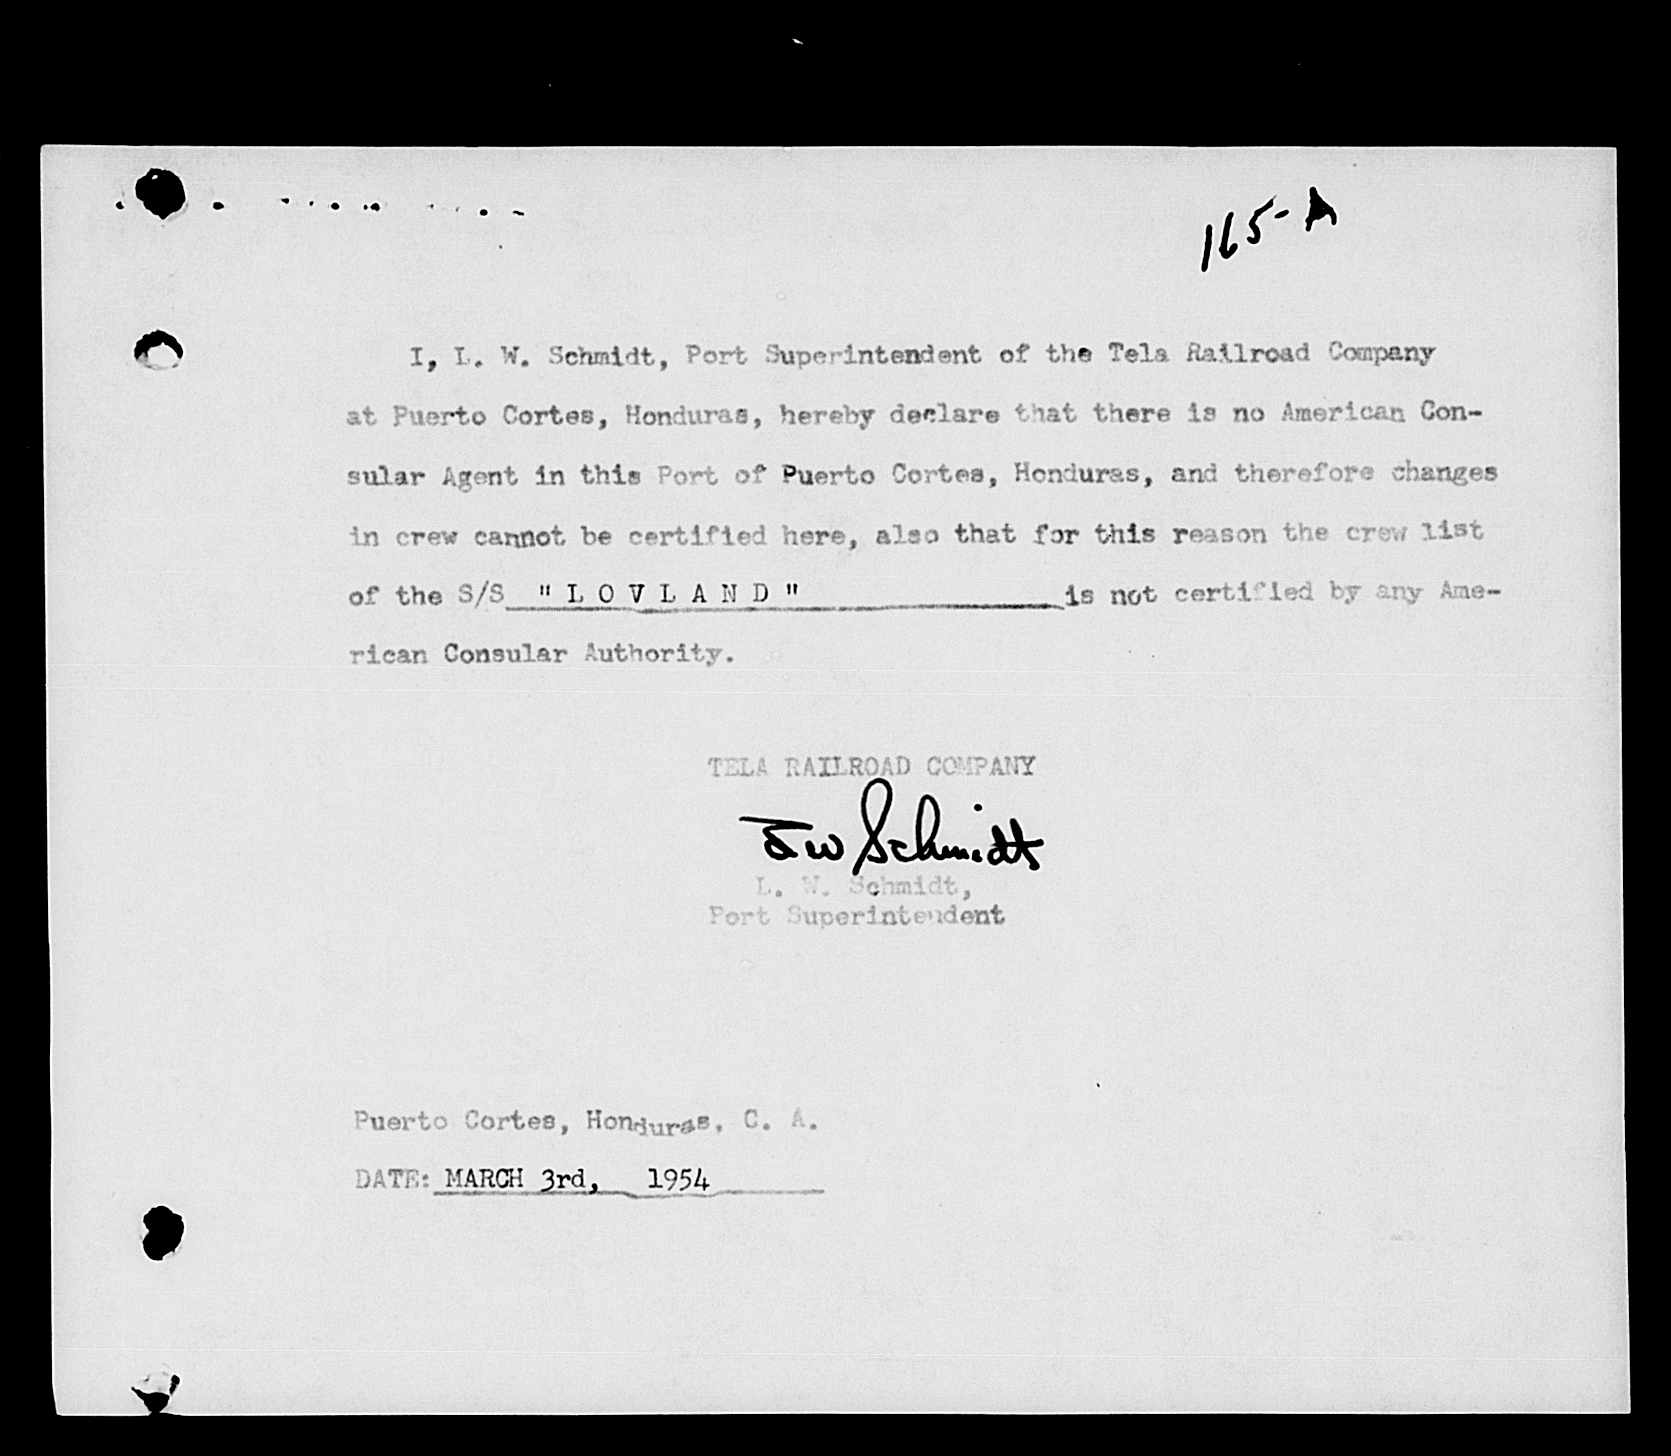 165-A
I, L. W. Schmidt, Port Superintendent of the Tela Railroad Company
at Puerto Cortes, Honduras, hereby declare that there is no American Con-
sular Agent in this Port of Puerto Cortes, Honduras, and therefore changes
in crew cannot be certified here, also that for this reason the crew list
of the S/S " L O V L A N D " is not certified by any Ame-
rican Consular Authority.
TELA RAILROAD COMPANY
LW Schmidt
L. W. Schmidt,
Port Superintendent
Puerto Cortes, Honduras, C. A.
DATE: MARCH 3rd, 1954